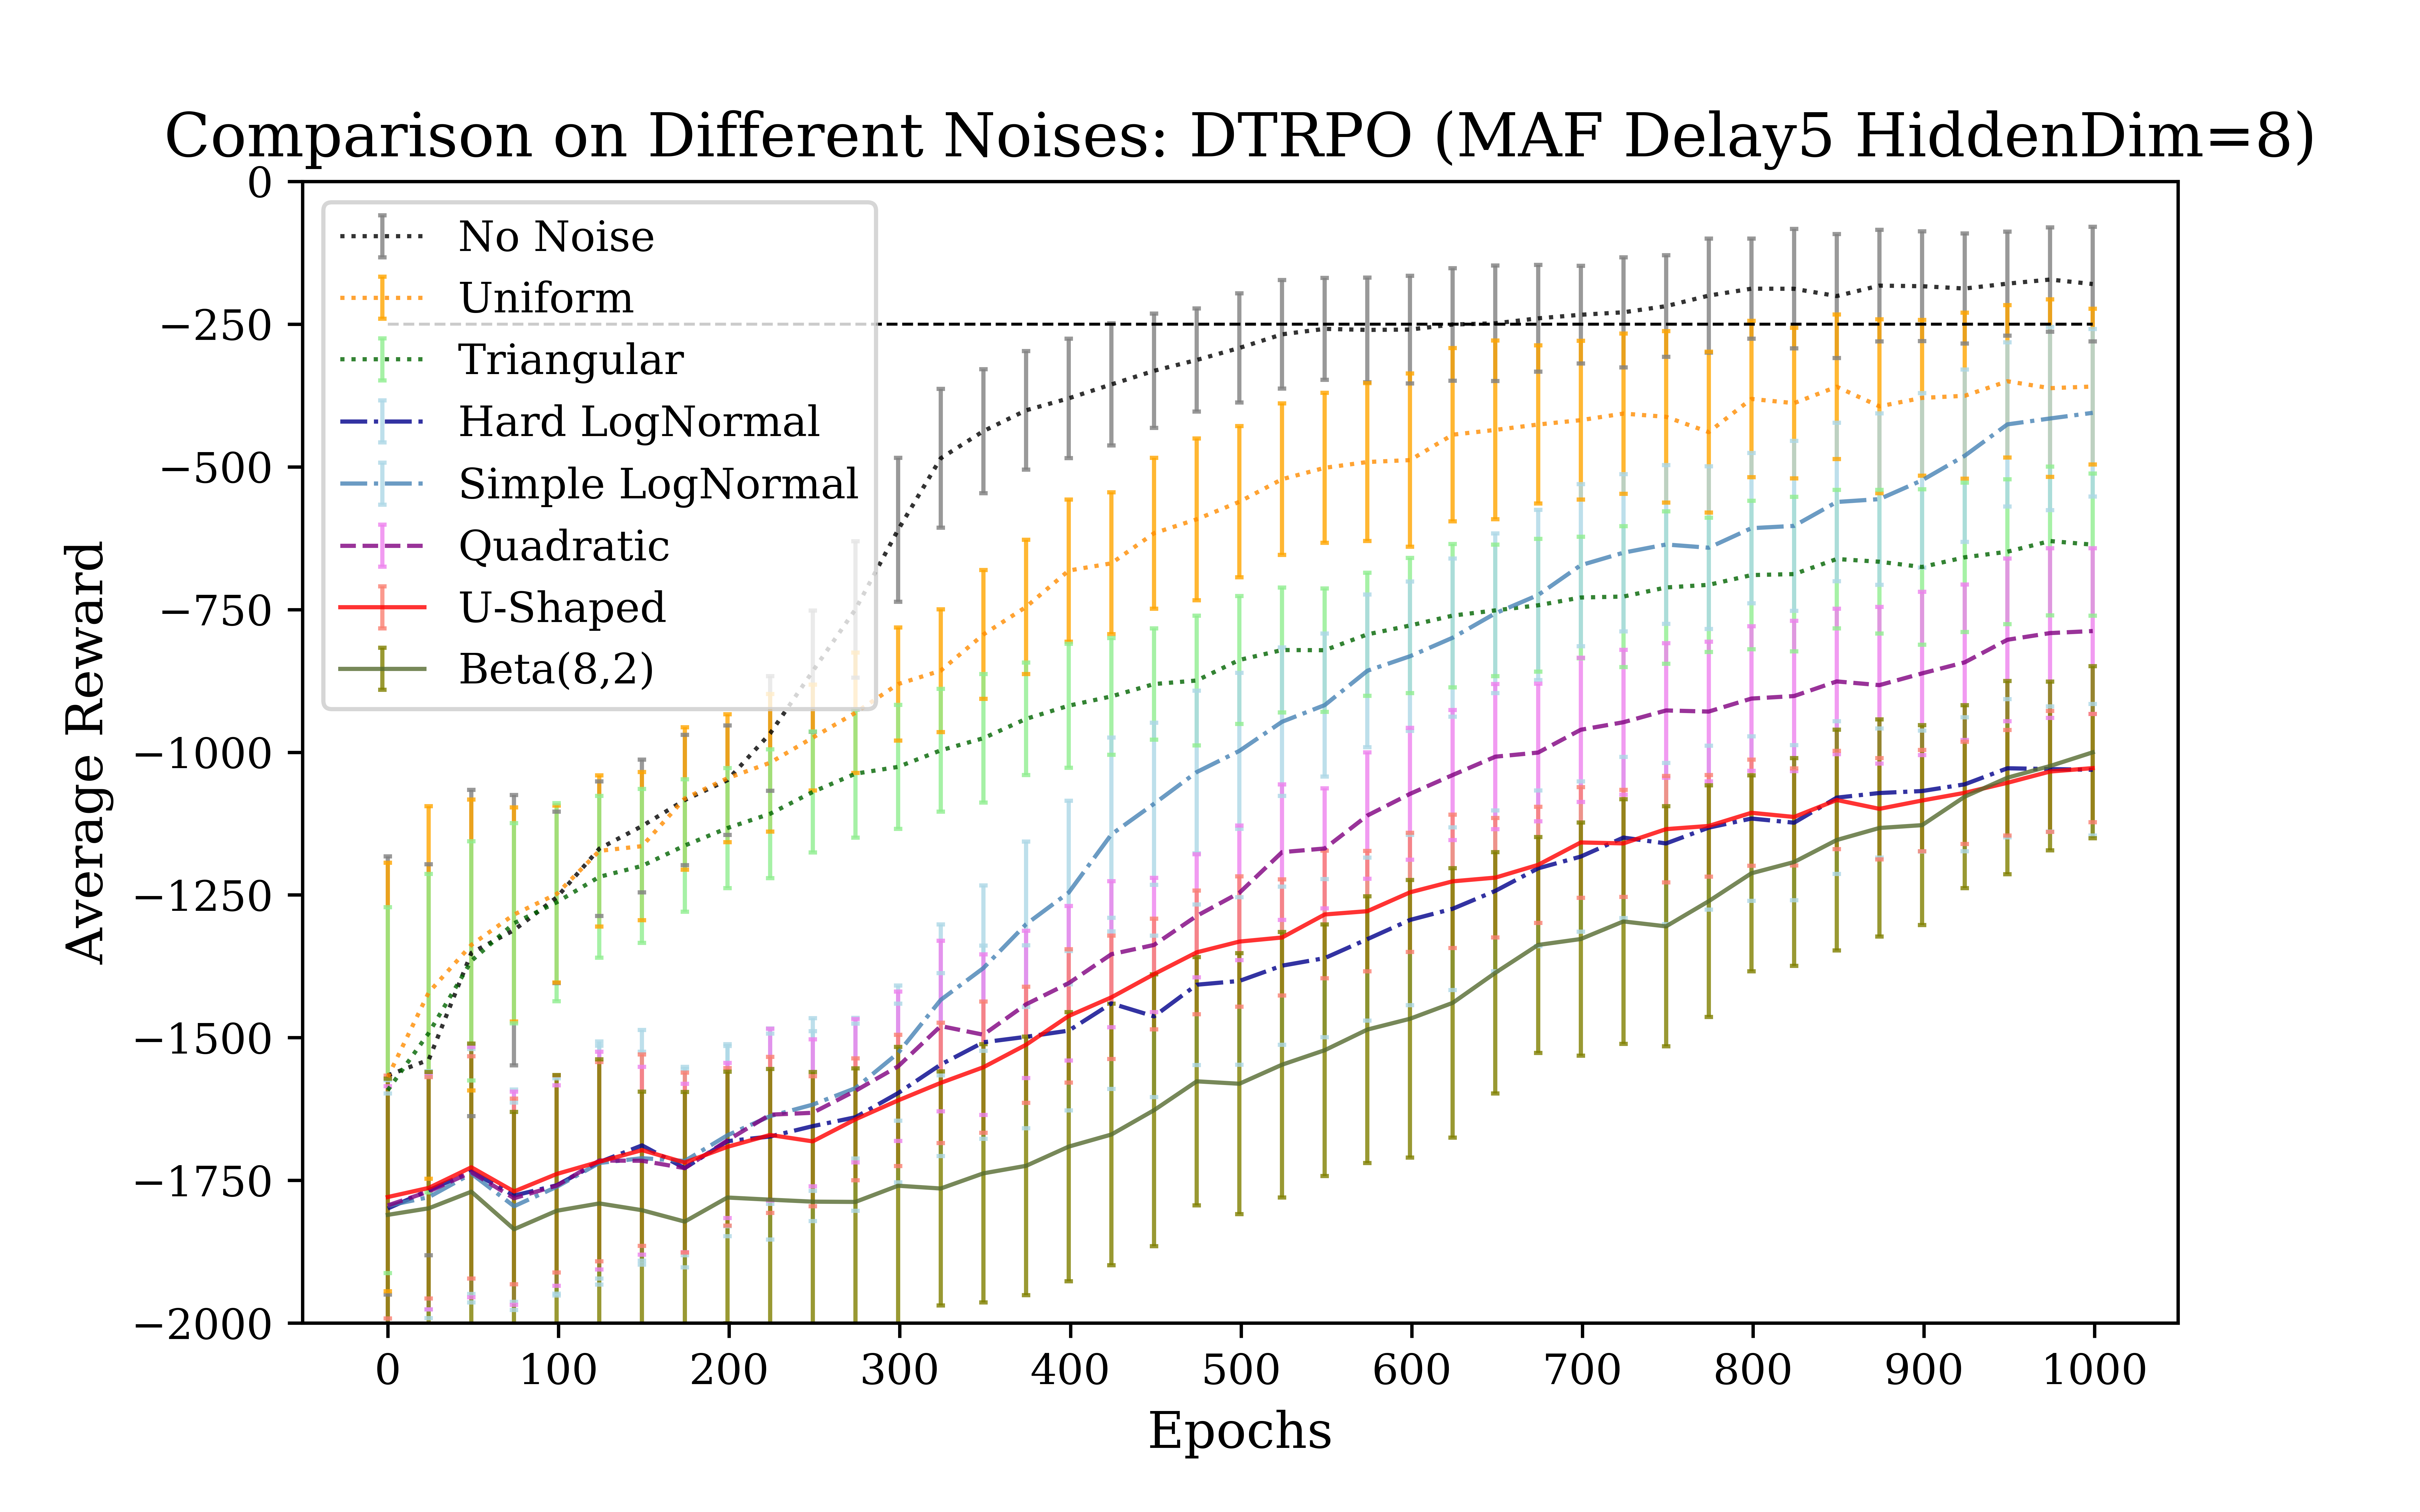 Comparison on Different Noises: DTRPO (MAF Delay5 HiddenDim=8)
0
−250
−500
−750
−1000
−1250
−1500
−1750
−2000
Average Reward
No Noise
Uniform
Triangular
Hard LogNormal
Simple LogNormal
Quadratic
U-Shaped
Beta(8,2)
0 100 200 300 400 500 600 700 800 900 1000
Epochs